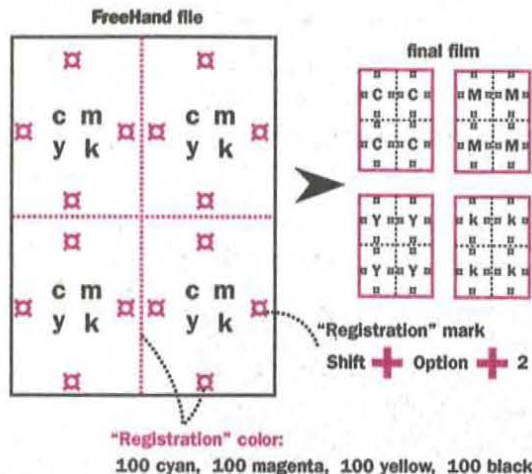 FreeHand file
final film
c m c m
y k y k
c m c m
y k y k
C C M M
C C M M
Y Y k k
Y Y k k
"Registration" mark
Shift + Option + 2
"Registration" color:
100 cyan, 100 magenta, 100 yellow, 100 black